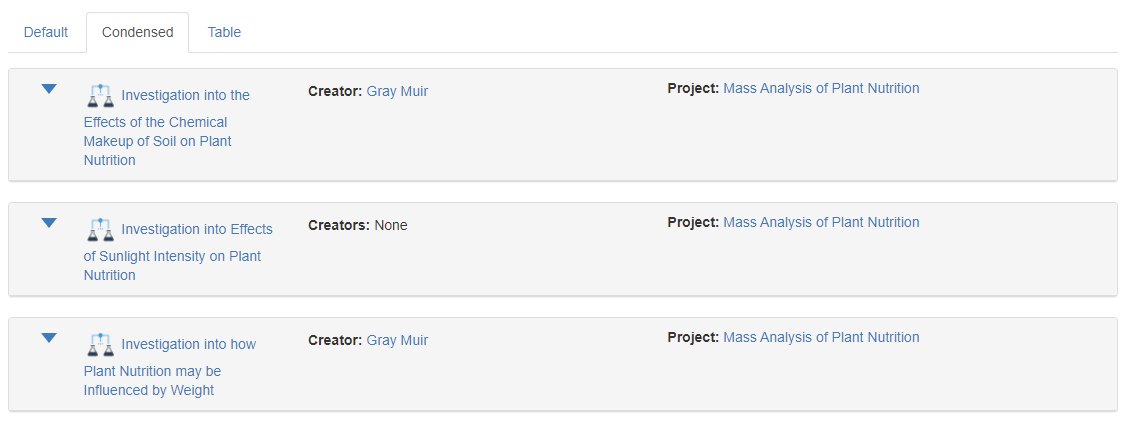 Default
Condensed
Table
Investigation into the
Effects of the Chemical
Makeup of Soil on Plant
Nutrition
Creator: Gray Muir
Project: Mass Analysis of Plant Nutrition
Investigation into Effects
of Sunlight Intensity on Plant
Nutrition
Creators: None
Project: Mass Analysis of Plant Nutrition
Investigation into how
Plant Nutrition may be
Influenced by Weight
Creator: Gray Muir
Project: Mass Analysis of Plant Nutrition